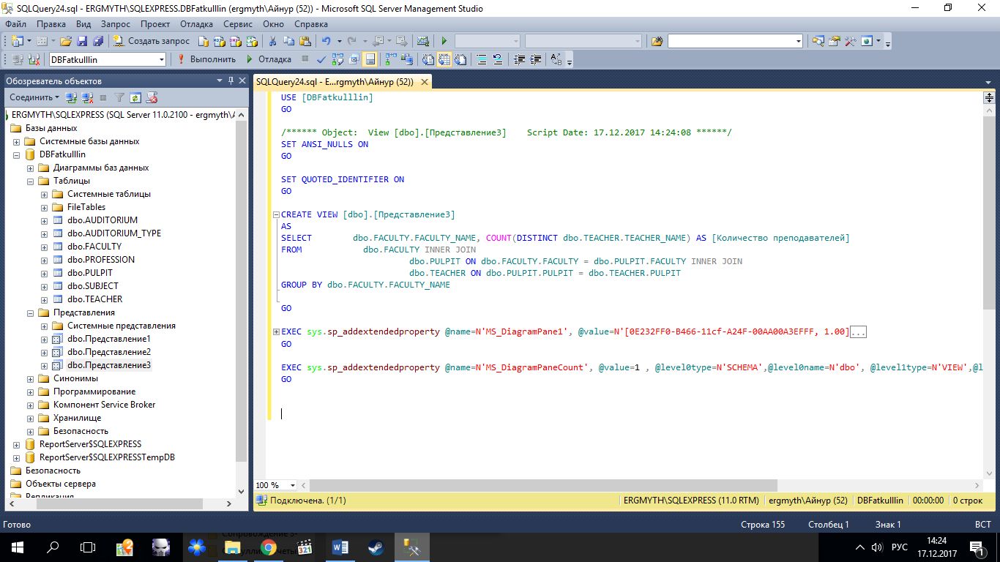 SQLQuery24.sql - ERGMYTH\SQLEXPRESS.DBFatkulllin (ergmyth\Айнур (52)) - Microsoft SQL Server Management Studio
Файл Правка Вид Запрос Проект Отладка Сервис Окно Справка
Создать запрос
DBFatkulllin Выполнить Отладка
Обозреватель объектов
Соединить
ERGMYTH\SQLEXPRESS (SQL Server 11.0.2100 - ergmyth\А
Базы данных
Системные базы данных
DBFatkulllin
Диаграммы баз данных
Таблицы
Системные таблицы
FileTables
dbo.AUDITORIUM
dbo.AUDITORIUM_TYPE
dbo.FACULTY
dbo.PROFESSION
dbo.PULPIT
dbo.SUBJECT
dbo.TEACHER
Представления
Системные представления
dbo.Представление1
dbo.Представление2
dbo.Представление3
Синонимы
Программирование
Компонент Service Broker
Хранилище
Безопасность
ReportServer$SQLEXPRESS
ReportServer$SQLEXPRESSTempDB
Безопасность
Объекты сервера
Репликация
SQLQuery24.sql - E...rgmyth\Айнур (52))
USE [DBFatkulllin]
GO
/****** Object:  View [dbo].[Представление3]    Script Date: 17.12.2017 14:24:08 ******/
SET ANSI_NULLS ON
GO
SET QUOTED_IDENTIFIER ON
GO
CREATE VIEW [dbo].[Представление3]
AS
SELECT        dbo.FACULTY.FACULTY_NAME, COUNT(DISTINCT dbo.TEACHER.TEACHER_NAME) AS [Количество преподавателей]
FROM            dbo.FACULTY INNER JOIN
dbo.PULPIT ON dbo.FACULTY.FACULTY = dbo.PULPIT.FACULTY INNER JOIN
dbo.TEACHER ON dbo.PULPIT.PULPIT = dbo.TEACHER.PULPIT
GROUP BY dbo.FACULTY.FACULTY_NAME
GO
EXEC sys.sp_addextendedproperty @name=N'MS_DiagramPane1', @value=N'[0E232FF0-B466-11cf-A24F-00AA00A3EFFF, 1.00]...
GO
EXEC sys.sp_addextendedproperty @name=N'MS_DiagramPaneCount', @value=1 , @level0type=N'SCHEMA',@level0name=N'dbo', @level1type=N'VIEW',@l
GO
100 %
Подключена. (1/1) ERGMYTH\SQLEXPRESS (11.0 RTM) ergmyth\Айнур (52) DBFatkulllin 00:00:00 0 строк
Готово Строка 155 Столбец 1 Знак 1 ВСТ
321
РУС
14:24
17.12.2017
1